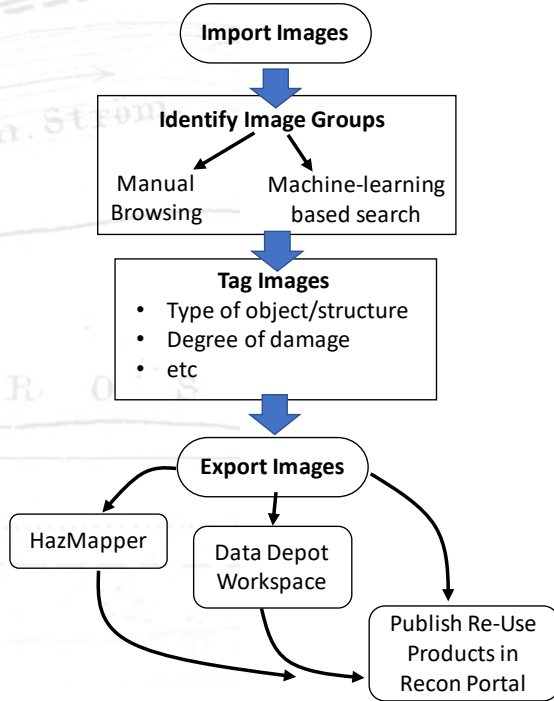 Import Images
n. Strom
Identify Image Groups
Manual
Browsing
Machine-learning
based search
Tag Images
• Type of object/structure
• Degree of damage
• etc
R O S
Export Images
HazMapper
Data Depot
Workspace
Publish Re-Use
Products in
Recon Portal